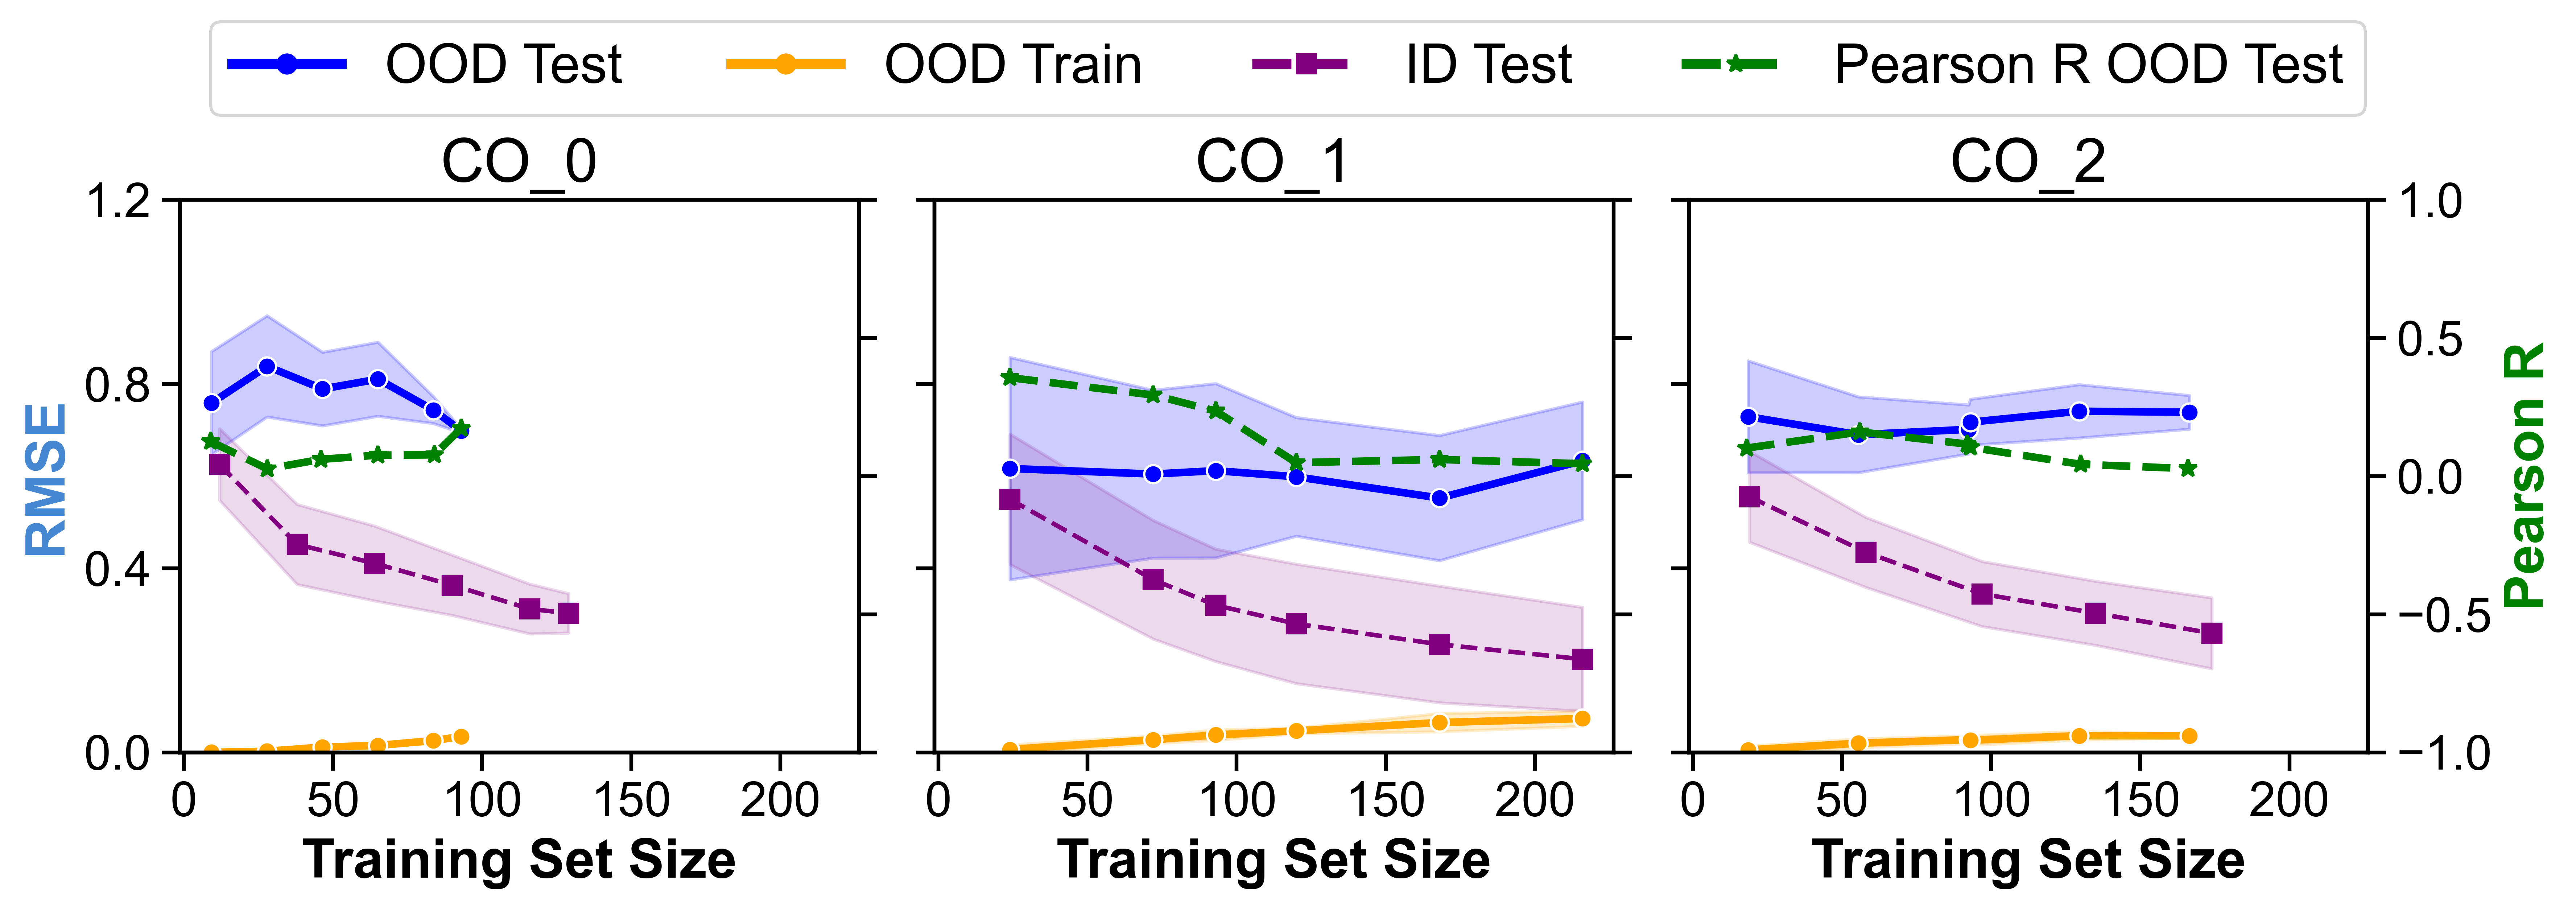 OOD Test OOD Train ID Test Pearson R OOD Test
CO_0 CO_1 CO_2
RMSE
1.2
0.8
0.4
0.0
1.0
0.5
0.0
−0.5
−1.0
Pearson R
0 50 100 150 200 0 50 100 150 200 0 50 100 150 200
Training Set Size Training Set Size Training Set Size